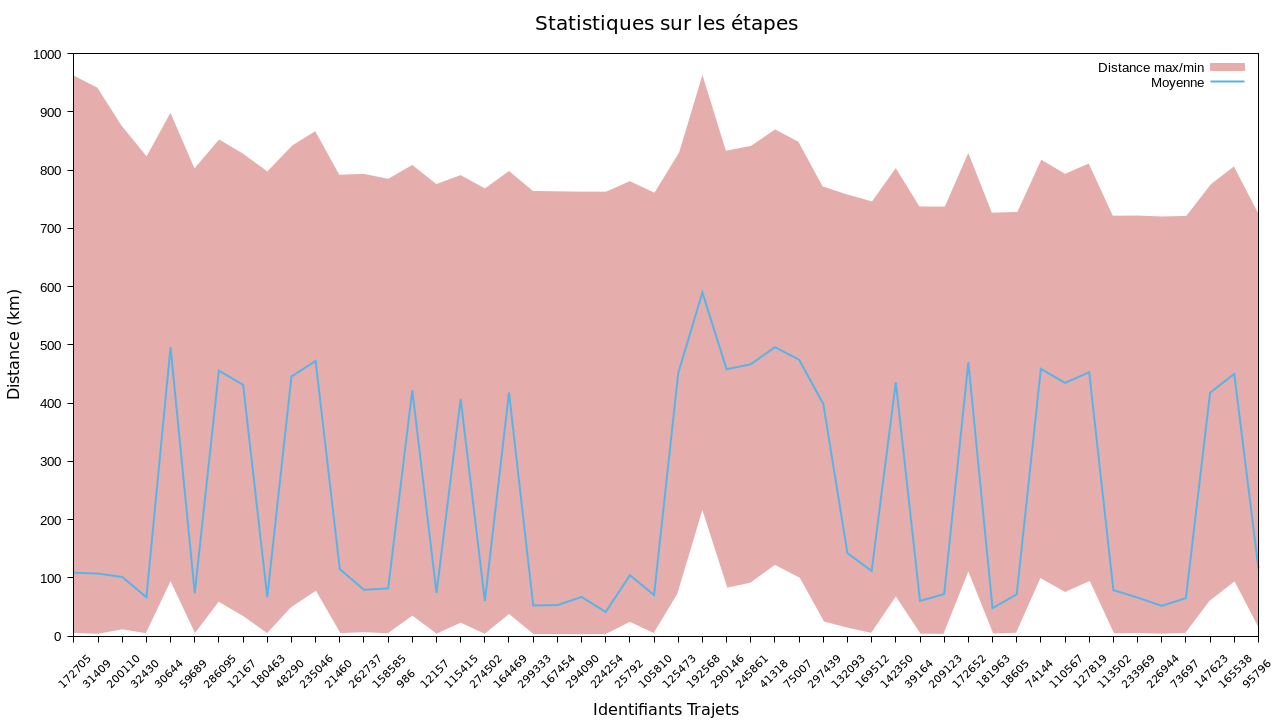 Statistiques sur les étapes
Distance max/min
Moyenne
Distance (km)
1000
900
800
700
600
500
400
300
200
100
0
172705 31409 200110 32430 30644 59689 286095 12167 180463 48290 235046 21460 262737 158585 986 12157 115415 274502 164469 299333 167454 294090 224254 25792 105810 125473 192568 290146 245861 41318 75007 297439 132093 169512 142350 39164 209123 172652 181963 18605 74144 110567 127819 113502 233969 226944 73697 147623 165538 95796
Identifiants Trajets